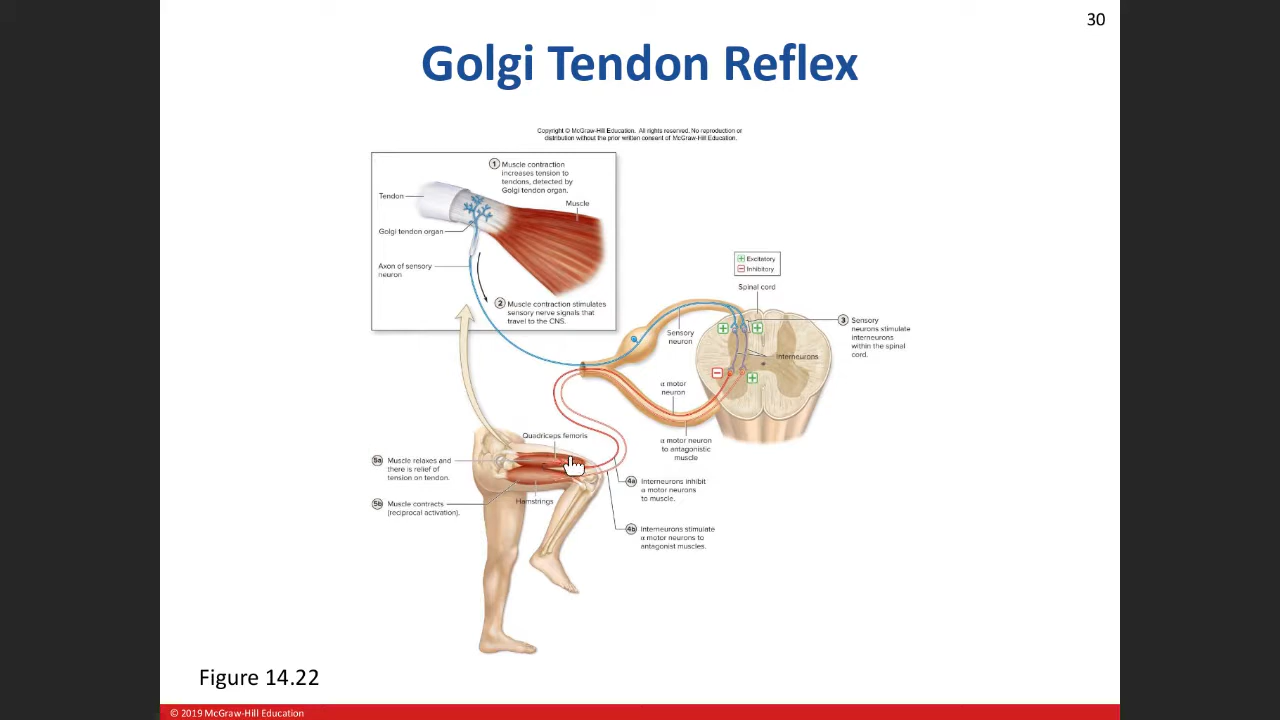 30
Golgi Tendon Reflex
Copyright © McGraw-Hill Education. All rights reserved. No reproduction or
distribution without the prior written consent of McGraw-Hill Education.
1 Muscle contraction
increases tension to
tendons, detected by
Golgi tendon organ.
Tendon
Muscle
Golgi tendon organ
Axon of sensory
neuron
2 Muscle contraction stimulates
sensory nerve signals that
travel to the CNS.
+ Excitatory
− Inhibitory
Spinal cord
3 Sensory
neurons stimulate
interneurons
within the spinal
cord.
Sensory
neuron
Interneurons
α motor
neuron
α motor neuron
to antagonistic
muscle
Quadriceps femoris
5a Muscle relaxes and
there is relief of
tension on tendon.
5b Muscle contracts
(reciprocal activation).
Hamstrings
4a Interneurons inhibit
α motor neurons
to muscle.
4b Interneurons stimulate
α motor neurons to
antagonist muscles.
Figure 14.22
© 2019 McGraw-Hill Education